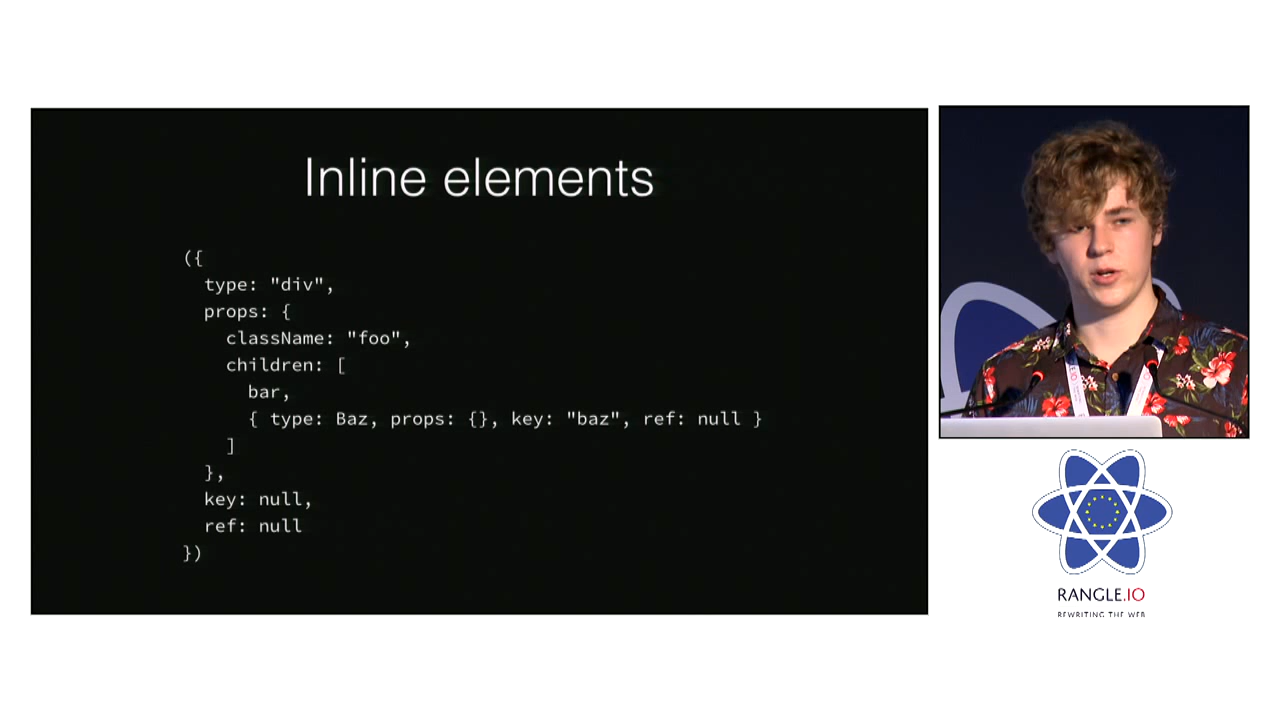 Inline elements
({
type: "div",
props: {
className: "foo",
children: [
bar,
{ type: Baz, props: {}, key: "baz", ref: null }
]
},
key: null,
ref: null
})
RANGLE.IO
REWRITING THE WEB